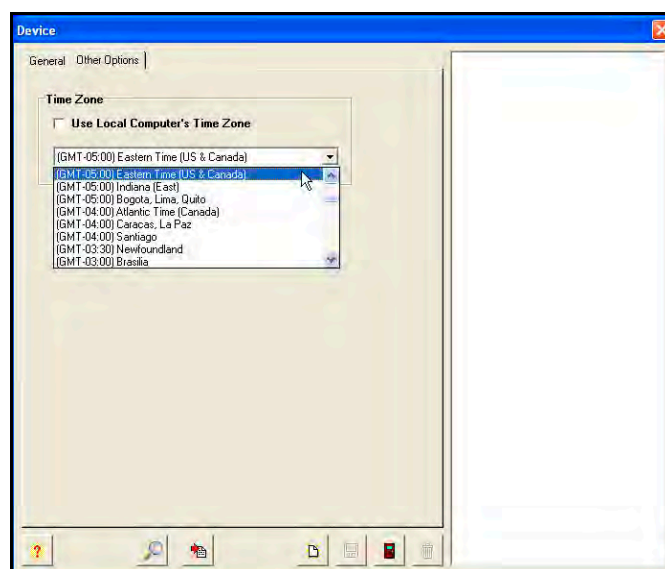 Device
General Other Options
Time Zone
Use Local Computer's Time Zone
(GMT-05:00) Eastern Time (US & Canada)
(GMT-05:00) Eastern Time (US & Canada)
(GMT-05:00) Indiana (East)
(GMT-05:00) Bogota, Lima, Quito
(GMT-04:00) Atlantic Time (Canada)
(GMT-04:00) Caracas, La Paz
(GMT-04:00) Santiago
(GMT-03:30) Newfoundland
(GMT-03:00) Brasilia
?